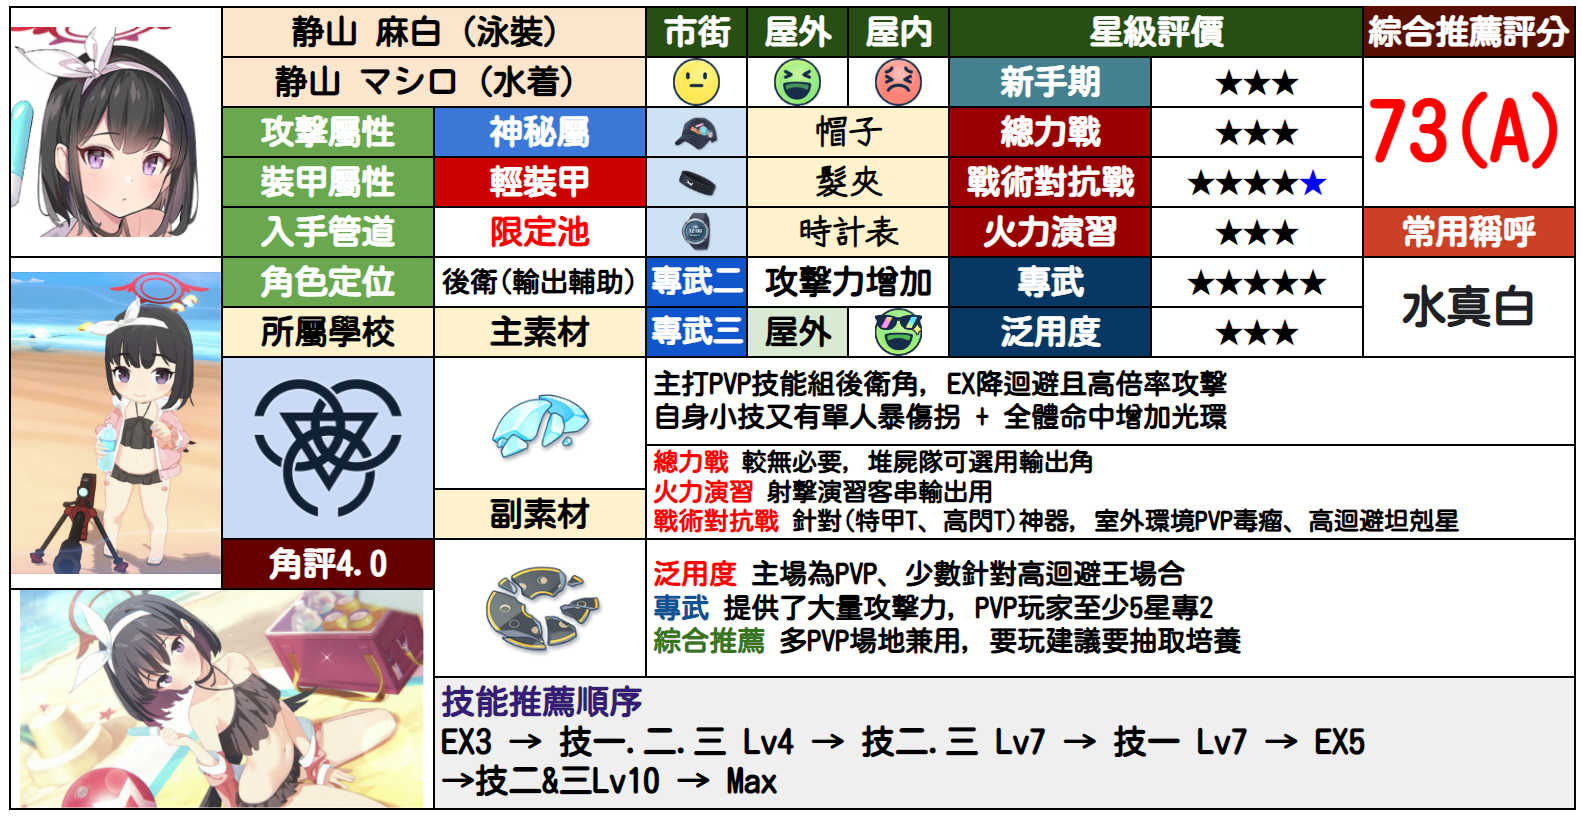 静山 麻白 (泳裝)
市街 屋外 屋内 星級評價 綜合推薦評分
静山 マシロ (水着)
新手期 ★★★
73(A)
攻擊屬性 神秘屬
帽子
總力戰 ★★★
裝甲屬性 輕裝甲
髮夾
戰術對抗戰 ★★★★★
入手管道 限定池
時計表
火力演習 ★★★
常用稱呼
角色定位 後衛(輸出輔助) 專武二 攻擊力增加 專武 ★★★★★
水真白
所屬學校 主素材 專武三 屋外
泛用度 ★★★
主打PVP技能組後衛角, EX降迴避且高倍率攻擊
自身小技又有單人暴傷拐 + 全體命中增加光環
總力戰 較無必要, 堆屍隊可選用輸出角
火力演習 射擊演習客串輸出用
戰術對抗戰 針對(特甲T、高閃T)神器, 室外環境PVP毒瘤、高迴避坦剋星
副素材
角評4.0
泛用度 主場為PVP、少數針對高迴避王場合
專武 提供了大量攻擊力, PVP玩家至少5星專2
綜合推薦 多PVP場地兼用, 要玩建議要抽取培養
技能推薦順序
EX3 → 技一.二.三 Lv4 → 技二.三 Lv7 → 技一 Lv7 → EX5
→技二&三Lv10 → Max